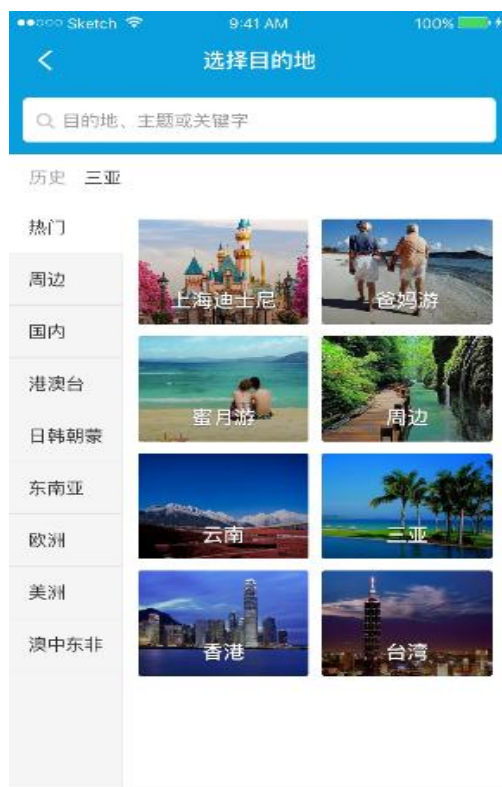 Sketch 9:41 AM 100%
选择目的地
目的地、主题或关键字
历史 三亚
热门
上海迪士尼 爸妈游
周边
国内
蜜月游 周边
港澳台
日韩朝蒙
东南亚
云南 三亚
欧洲
美洲
澳中东非
香港 台湾